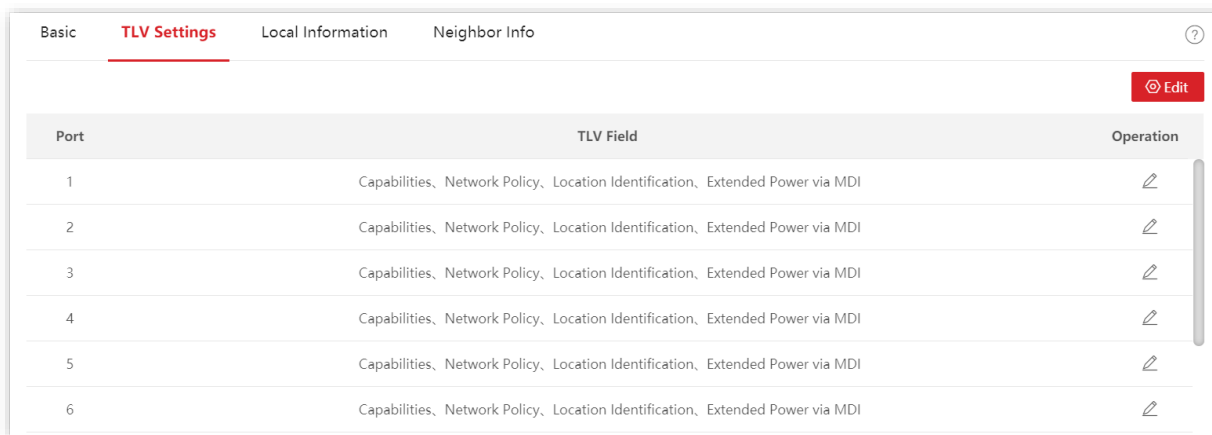 Basic TLV Settings Local Information Neighbor Info ?
Edit
Port TLV Field Operation
1 Capabilities、Network Policy、Location Identification、Extended Power via MDI
2 Capabilities、Network Policy、Location Identification、Extended Power via MDI
3 Capabilities、Network Policy、Location Identification、Extended Power via MDI
4 Capabilities、Network Policy、Location Identification、Extended Power via MDI
5 Capabilities、Network Policy、Location Identification、Extended Power via MDI
6 Capabilities、Network Policy、Location Identification、Extended Power via MDI